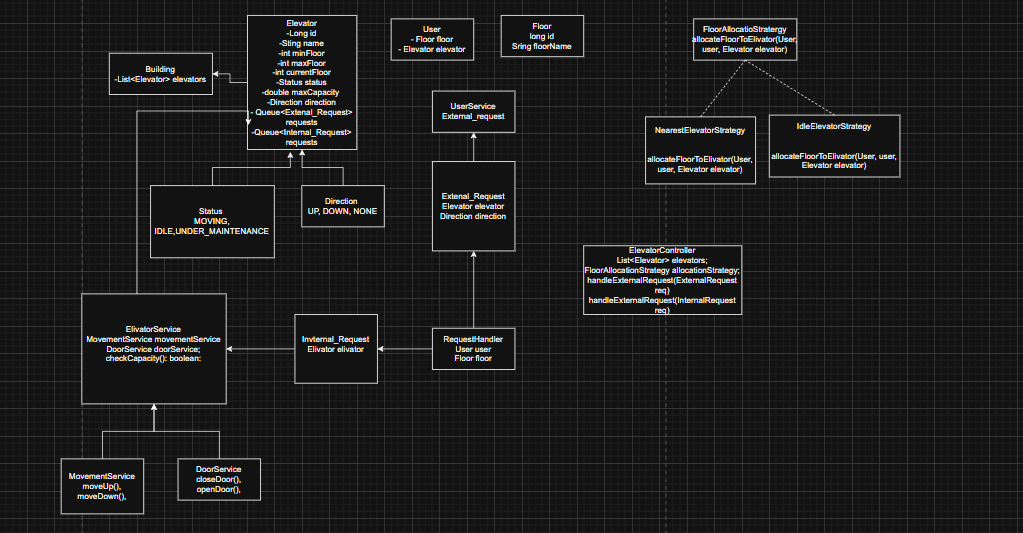 Elevator
-Long id
-Sting name
-int minFloor
-int maxFloor
-int currentFloor
-Status status
-double maxCapacity
-Direction direction
- Queue<Extenal_Request>
requests
-Queue<Internal_Request>
requests
User
- Floor floor
- Elevator elevator
Floor
long id
Sring floorName
FloorAllocatioStratergy
allocateFloorToElivator(User,
user, Elevator elevator)
Building
-List<Elevator> elevators
UserService
External_request
NearestElevatorStrategy
allocateFloorToElivator(User,
user, Elevator elevator)
IdleElevatorStrategy
allocateFloorToElivator(User, user,
Elevator elevator)
Status
MOVING,
IDLE,UNDER_MAINTENANCE
Direction
UP, DOWN, NONE
Extenal_Request
Elevator elevator
Direction direction
ElevatorController
List<Elevator> elevators;
FloorAllocationStrategy allocationStrategy;
handleExternalRequest(ExternalRequest
req)
handleExternalRequest(InternalRequest
req)
ElivatorService
MovementService movementService
DoorService doorService;
checkCapacity(): boolean:
Invternal_Request
Elivator elivator
RequestHandler
User user
Floor floor
MovementService
moveUp(),
moveDown(),
DoorService
closeDoor(),
openDoor(),